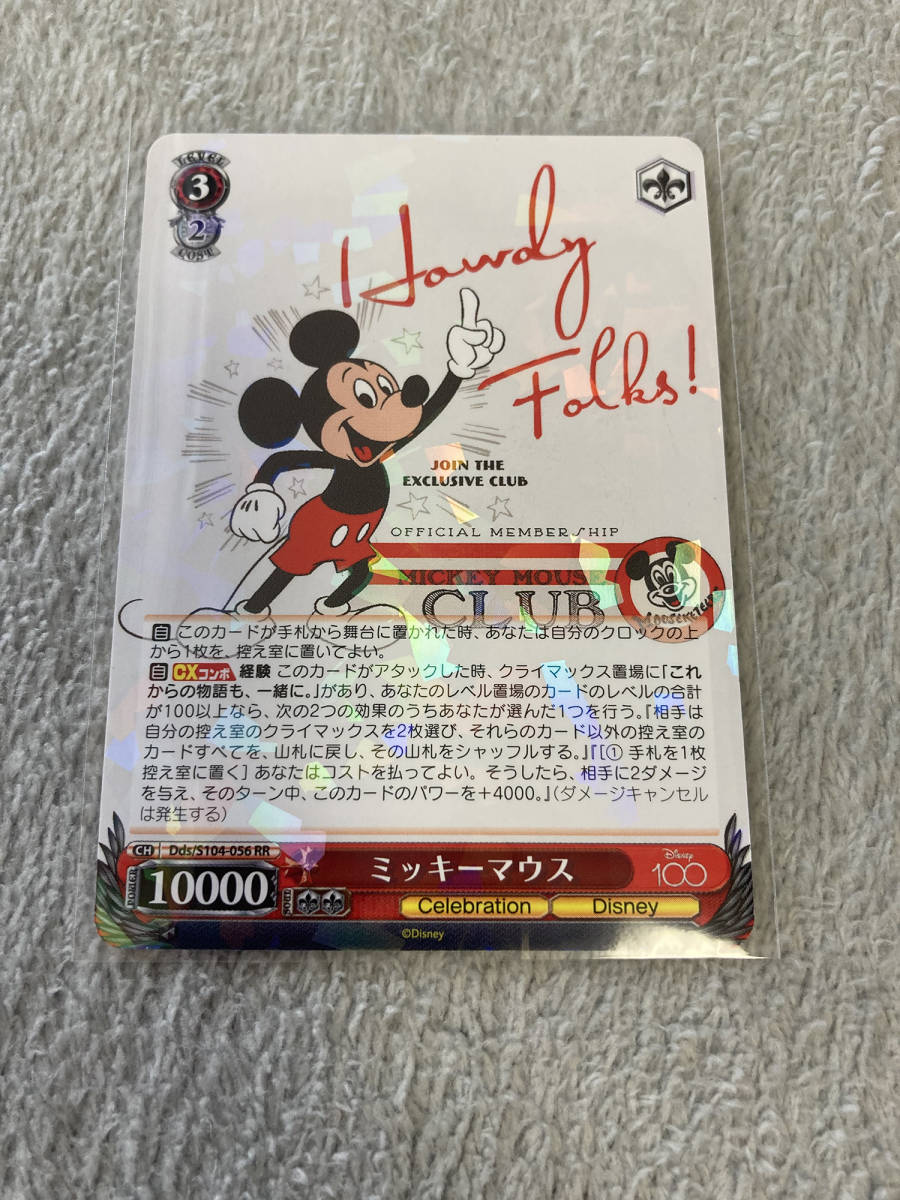 LEVEL
3
2
COST
Howdy
Folks!
JOIN THE
EXCLUSIVE CLUB
OFFICIAL MEMBERSHIP
MICKEY MOUSE
CLUB
MOUSEKETEERS
自 このカードが手札から舞台に置かれた時、あなたは自分のクロックの上
から1枚を、控え室に置いてよい。
自 CXコンボ 経験 このカードがアタックした時、クライマックス置場に「これ
からの物語も、一緒に。」があり、あなたのレベル置場のカードのレベルの合計
が100以上なら、次の2つの効果のうちあなたが選んだ1つを行う。『相手は
自分の控え室のクライマックスを2枚選び、それらのカード以外の控え室の
カードすべてを、山札に戻し、その山札をシャッフルする。』『[① 手札を1枚
控え室に置く] あなたはコストを払ってよい。そうしたら、相手に2ダメージ
を与え、そのターン中、このカードのパワーを+4000。』(ダメージキャンセル
は発生する)
CH Dds/S104-056 RR
ミッキーマウス
Disney
100
POWER
10000
SOUL
Celebration
Disney
©Disney